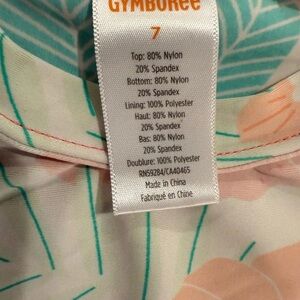 GYMBOREE
7
Top: 80% Nylon
20% Spandex
Bottom: 80% Nylon
20% Spandex
Lining: 100% Polyester
Haut: 80% Nylon
20% Spandex
Bas: 80% Nylon
20% Spandex
Doublure: 100% Polyester
RN59284/CA40465
Made in China
Fabriqué en Chine